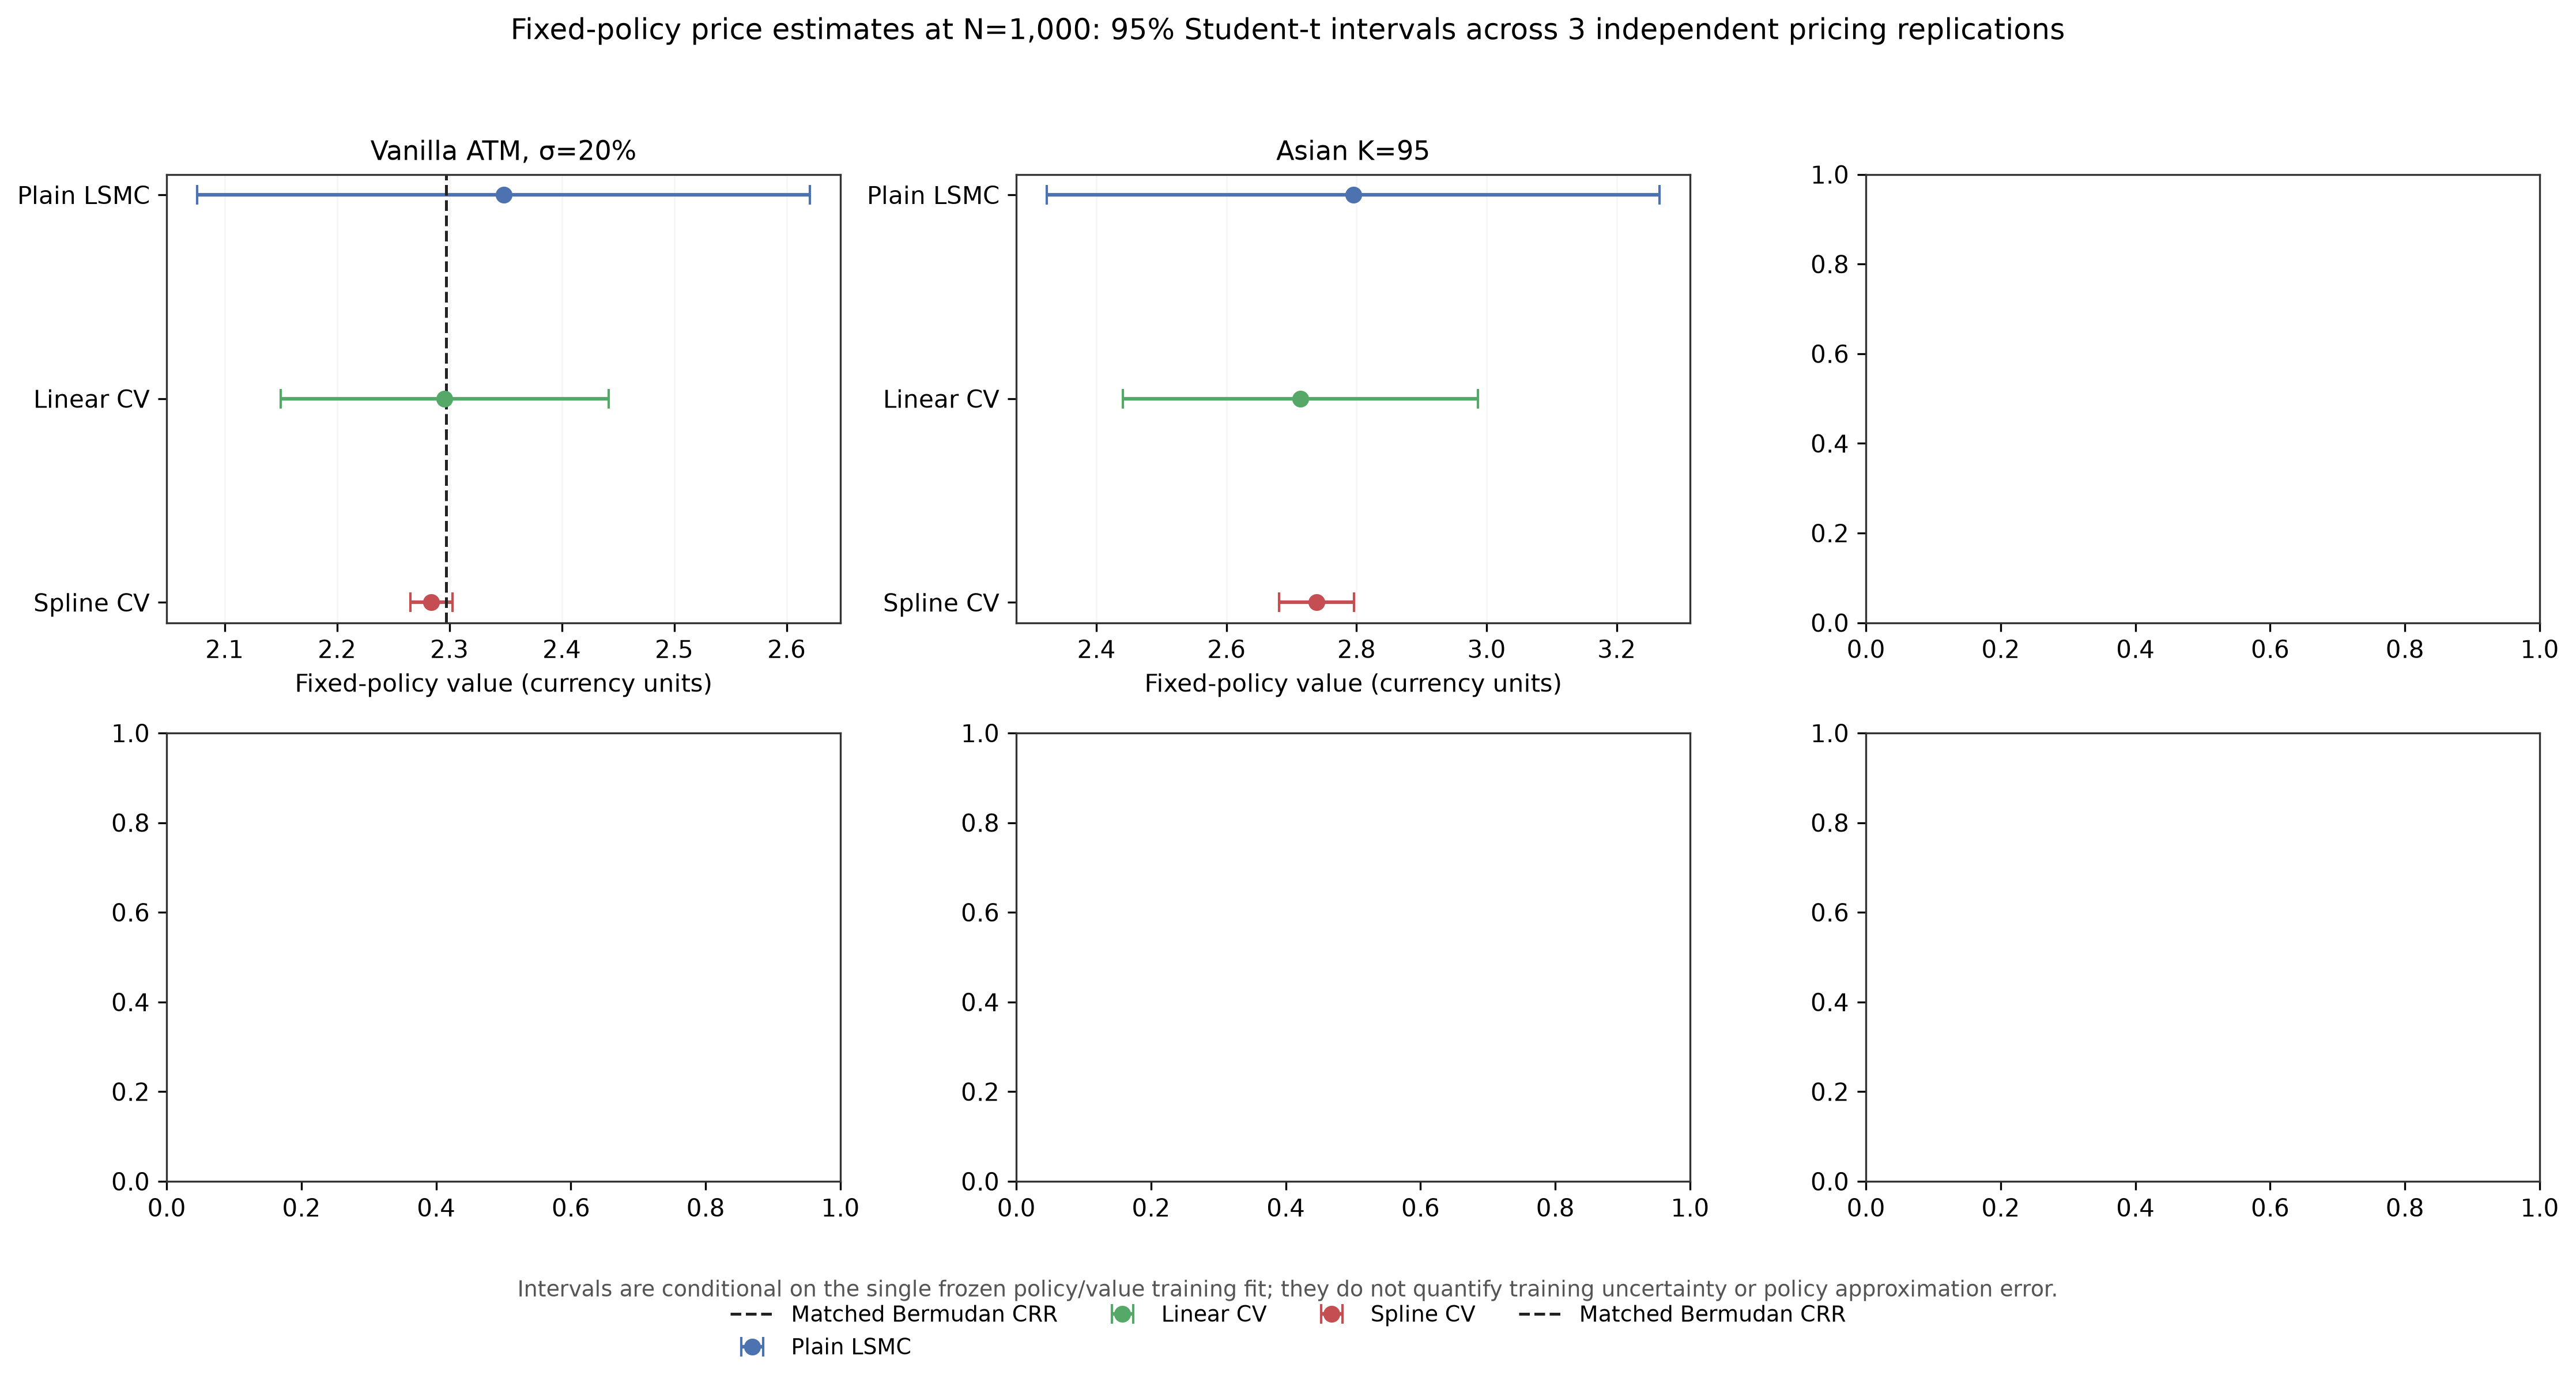 Fixed-policy price estimates at N=1,000: 95% Student-t intervals across 3 independent pricing replications
Vanilla ATM, σ=20%
Plain LSMC
Linear CV
Spline CV
2.1 2.2 2.3 2.4 2.5 2.6
Fixed-policy value (currency units)
Asian K=95
Plain LSMC
Linear CV
Spline CV
2.4 2.6 2.8 3.0 3.2
Fixed-policy value (currency units)
1.0
0.8
0.6
0.4
0.2
0.0
0.0 0.2 0.4 0.6 0.8 1.0
1.0
0.8
0.6
0.4
0.2
0.0
0.0 0.2 0.4 0.6 0.8 1.0
1.0
0.8
0.6
0.4
0.2
0.0
0.0 0.2 0.4 0.6 0.8 1.0
1.0
0.8
0.6
0.4
0.2
0.0
0.0 0.2 0.4 0.6 0.8 1.0
Intervals are conditional on the single frozen policy/value training fit; they do not quantify training uncertainty or policy approximation error.
Matched Bermudan CRR Linear CV Spline CV Matched Bermudan CRR
Plain LSMC